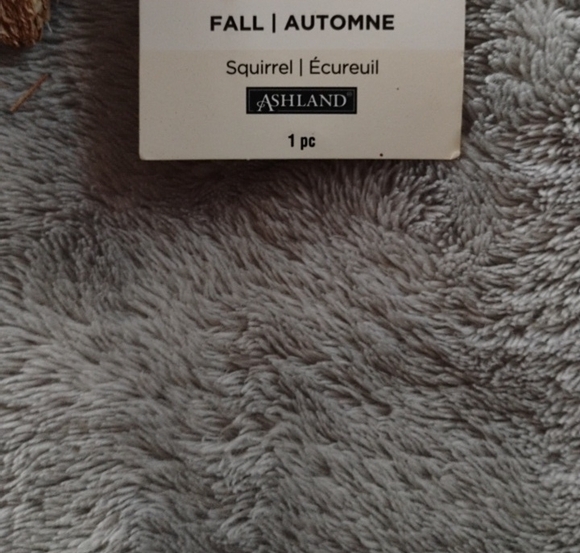 FALL | AUTOMNE
Squirrel | Écureuil
ASHLAND
1 pc